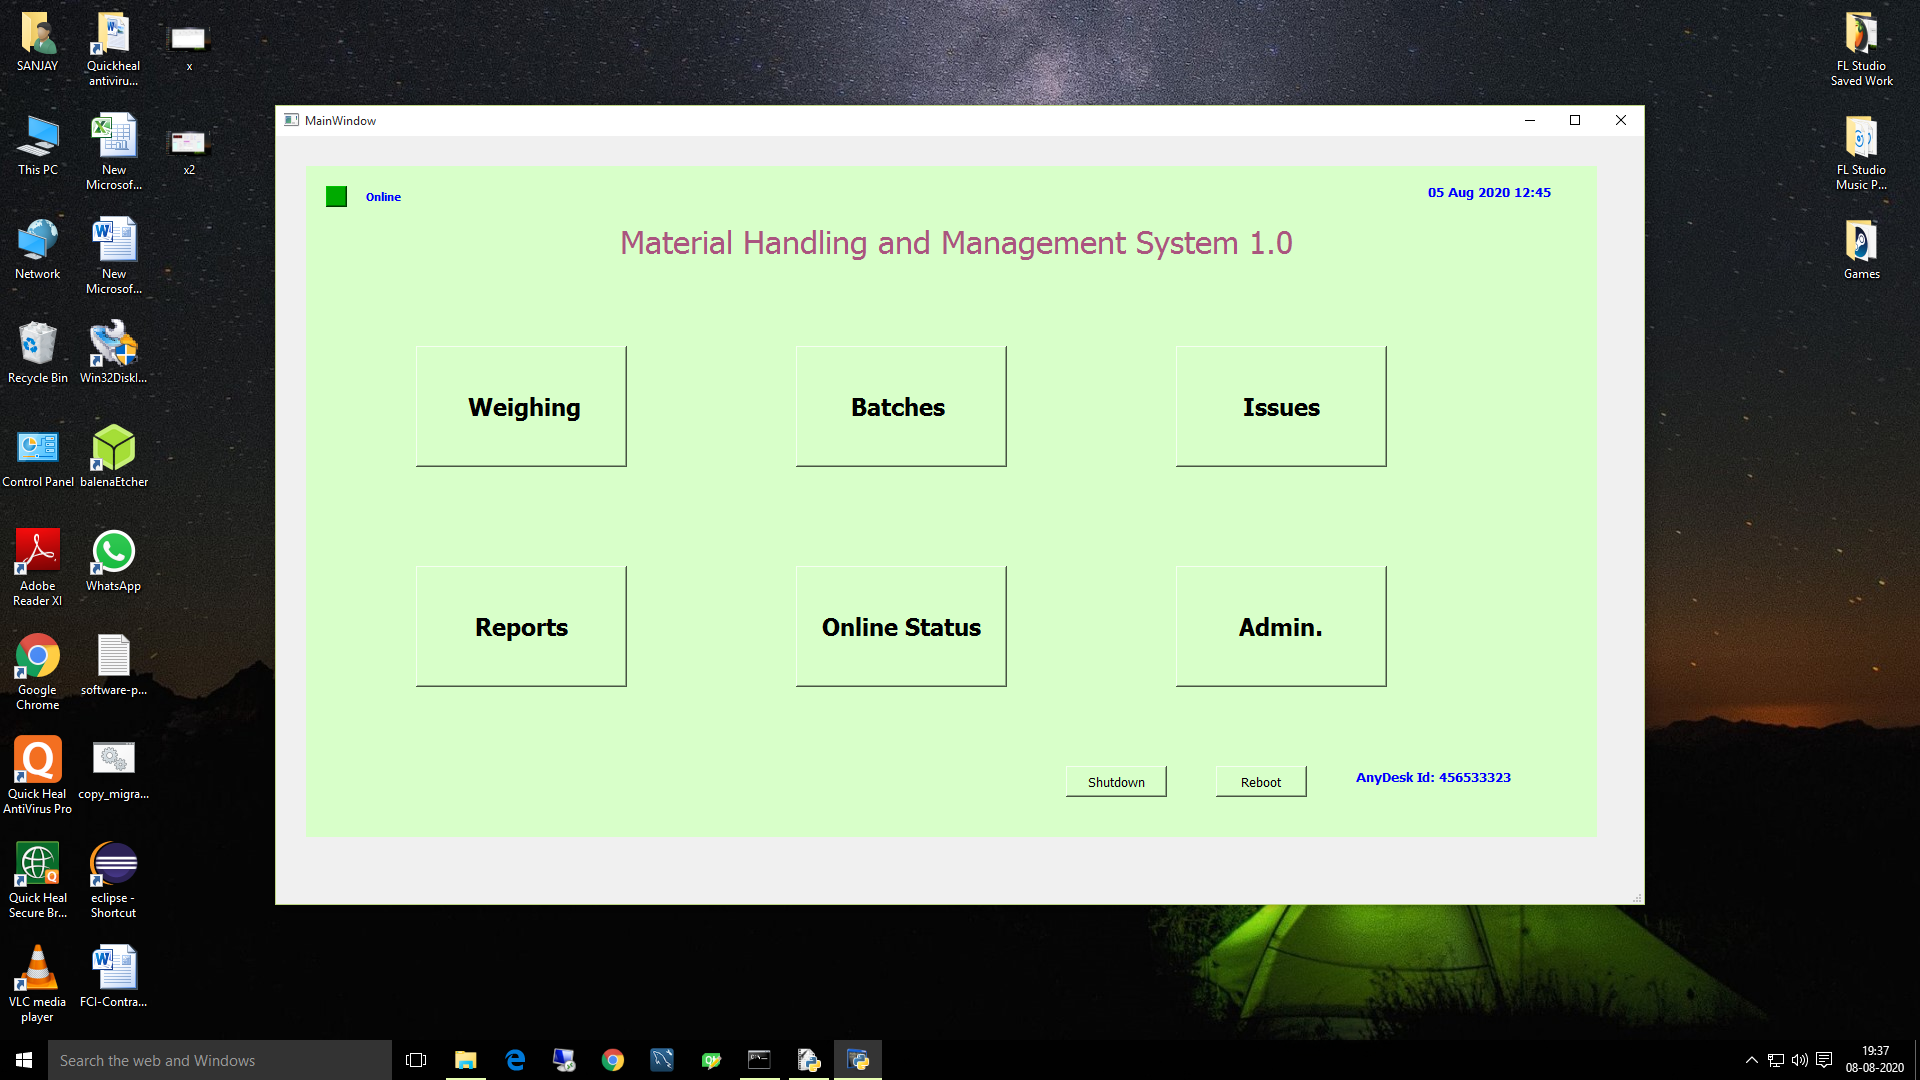 SANJAY
Quickheal
antiviru...
x
This PC
New
Microsof...
x2
Network
New
Microsof...
Recycle Bin
Win32DiskI...
Control Panel
balenaEtcher
Adobe
Reader XI
WhatsApp
Google
Chrome
software-p...
Quick Heal
AntiVirus Pro
copy_migra...
Quick Heal
Secure Br...
eclipse -
Shortcut
VLC media
player
FCI-Contra...
MainWindow
Online
05 Aug 2020 12:45
Material Handling and Management System 1.0
Weighing
Batches
Issues
Reports
Online Status
Admin.
Shutdown
Reboot
AnyDesk Id: 456533323
FL Studio
Saved Work
FL Studio
Music P...
Games
Search the web and Windows
19:37
08-08-2020